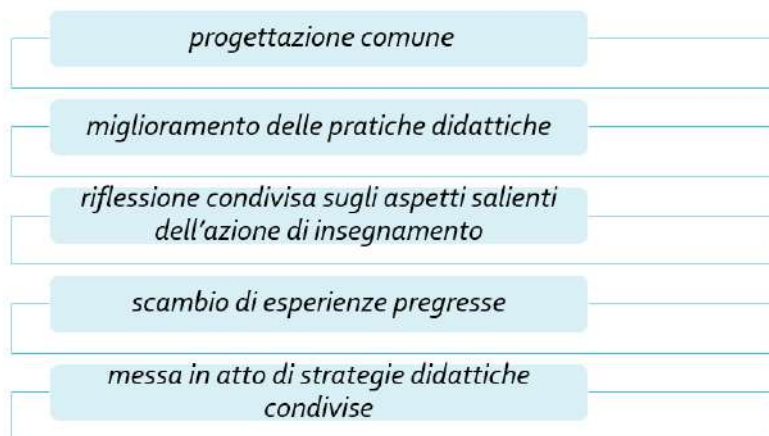 progettazione comune
miglioramento delle pratiche didattiche
riflessione condivisa sugli aspetti salienti
dell'azione di insegnamento
scambio di esperienze pregresse
messa in atto di strategie didattiche
condivise